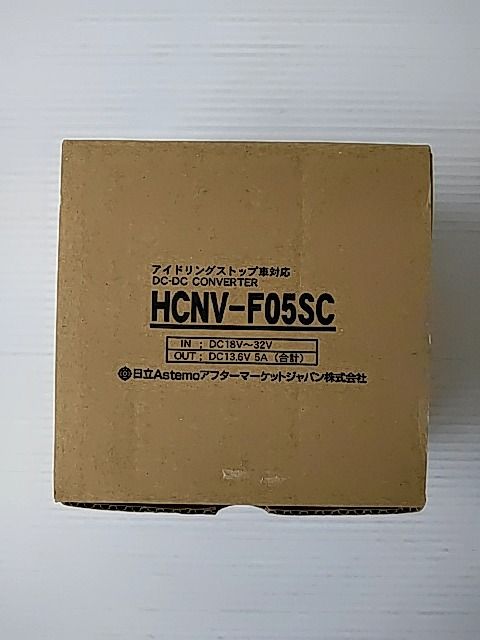 アイドリングストップ車対応
DC-DC CONVERTER
HCNV-F05SC
IN ; DC18V～32V
OUT ; DC13.6V 5A (合計)
日立Astemoアフターマーケットジャパン株式会社